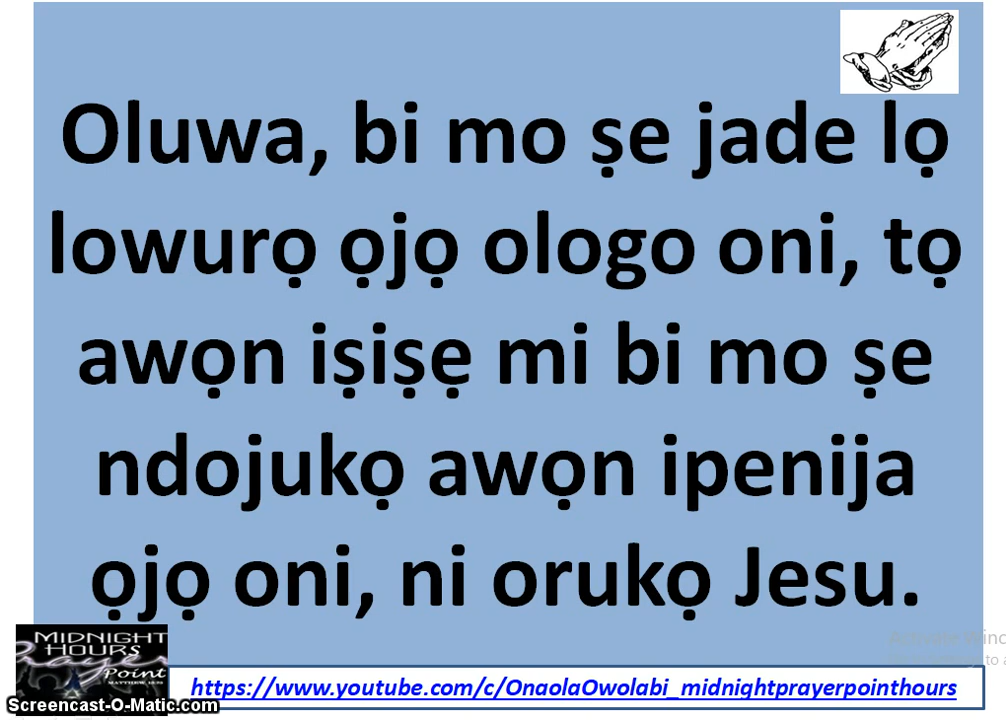 Oluwa, bi mo ṣe jade lọ
lowurọ ọjọ ologo oni, tọ
awọn iṣiṣẹ mi bi mo ṣe
ndojukọ awọn ipenija
ọjọ oni, ni orukọ Jesu.
MIDNIGHT
HOURS
Prayer
Point
https://www.youtube.com/c/OnaolaOwolabi_midnightprayerpointhours
Screencast-O-Matic.com